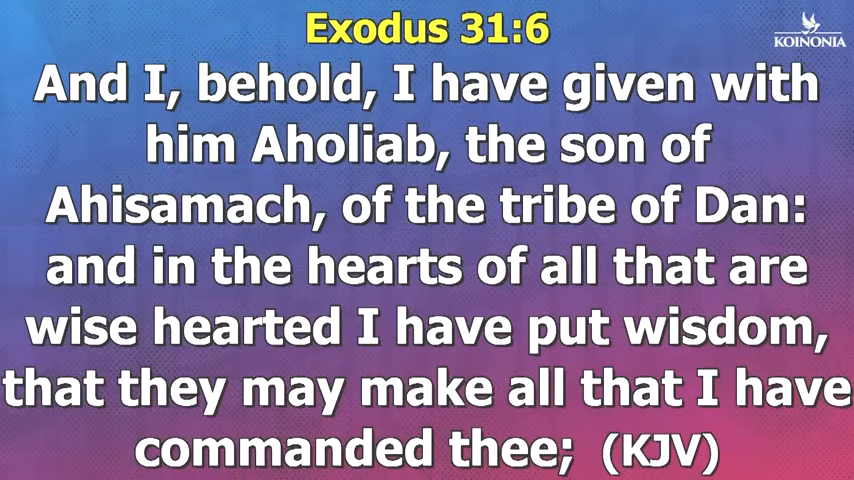 Exodus 31:6
KOINONIA
And I, behold, I have given with
him Aholiab, the son of
Ahisamach, of the tribe of Dan:
and in the hearts of all that are
wise hearted I have put wisdom,
that they may make all that I have
commanded thee; (KJV)